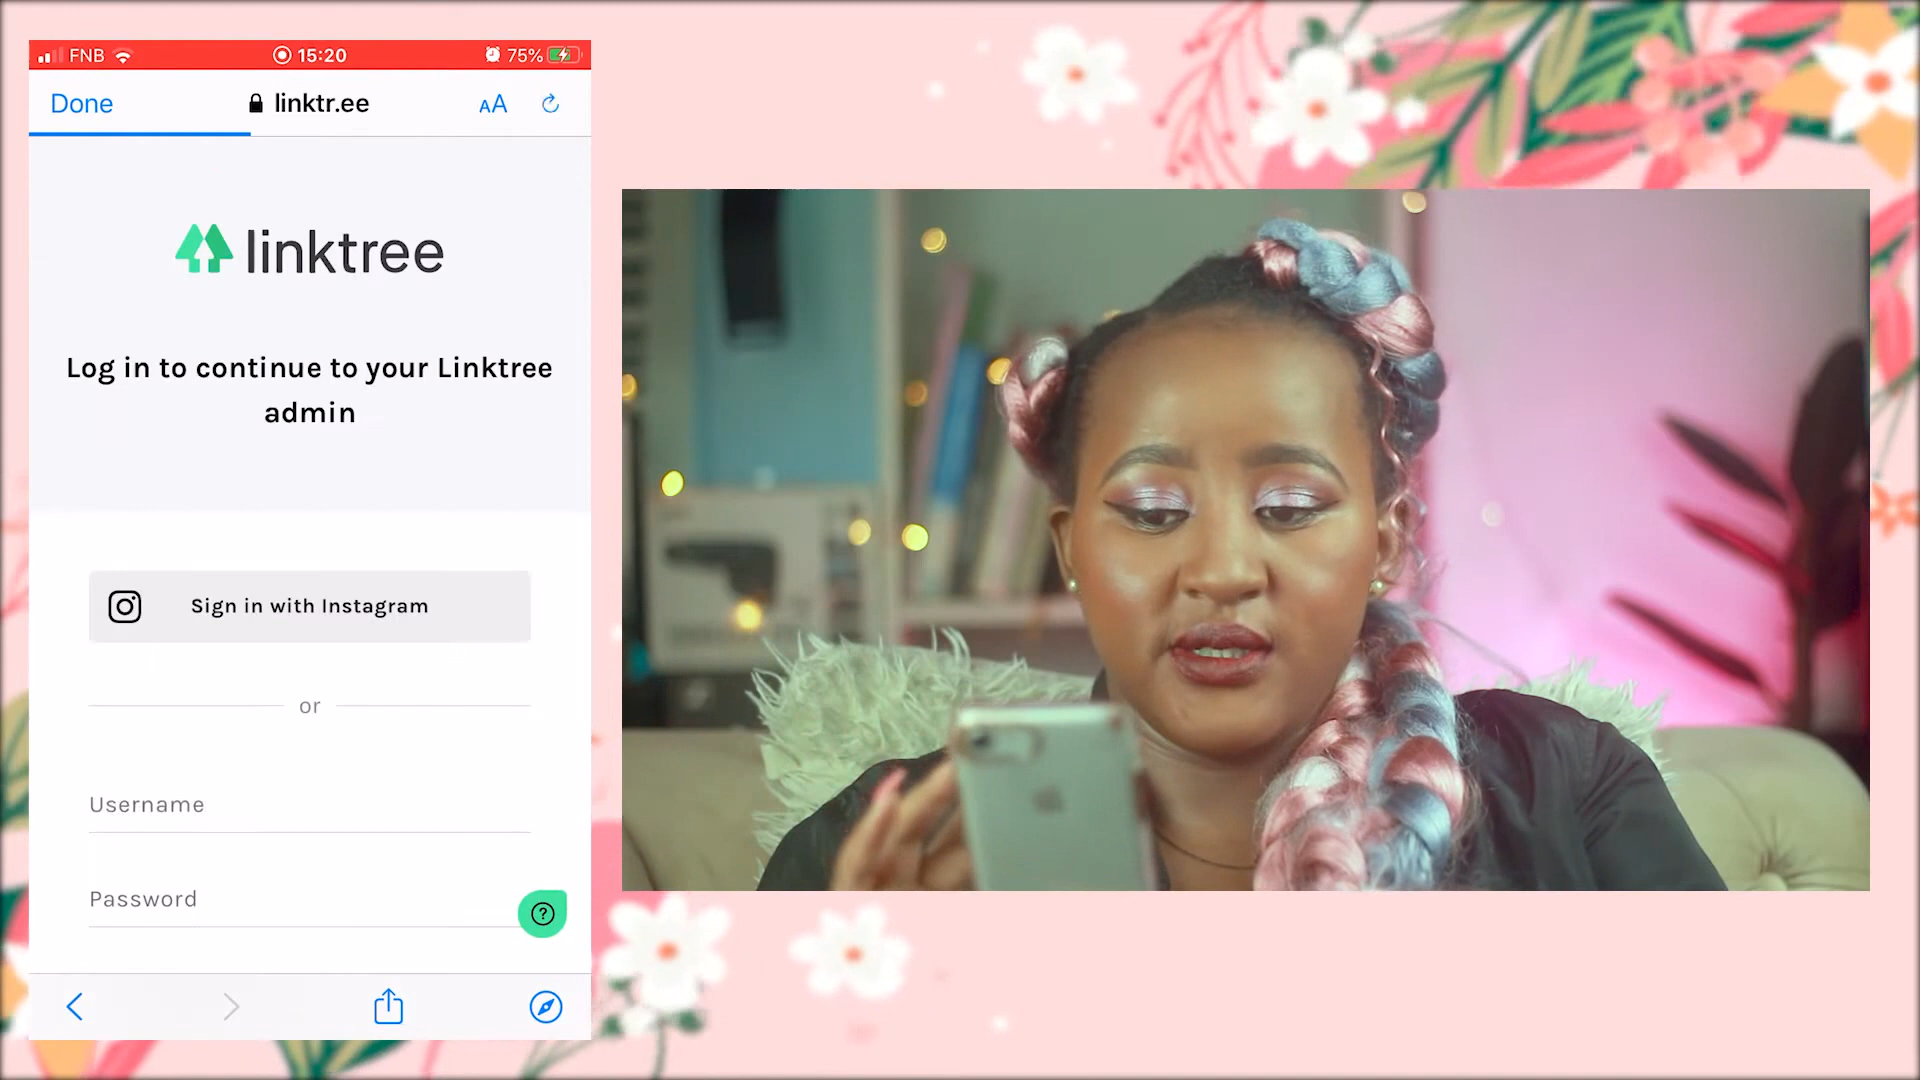 FNB 15:20 75%
Done linktr.ee AA
linktree
Log in to continue to your Linktree
admin
Sign in with Instagram
or
Username
Password
?